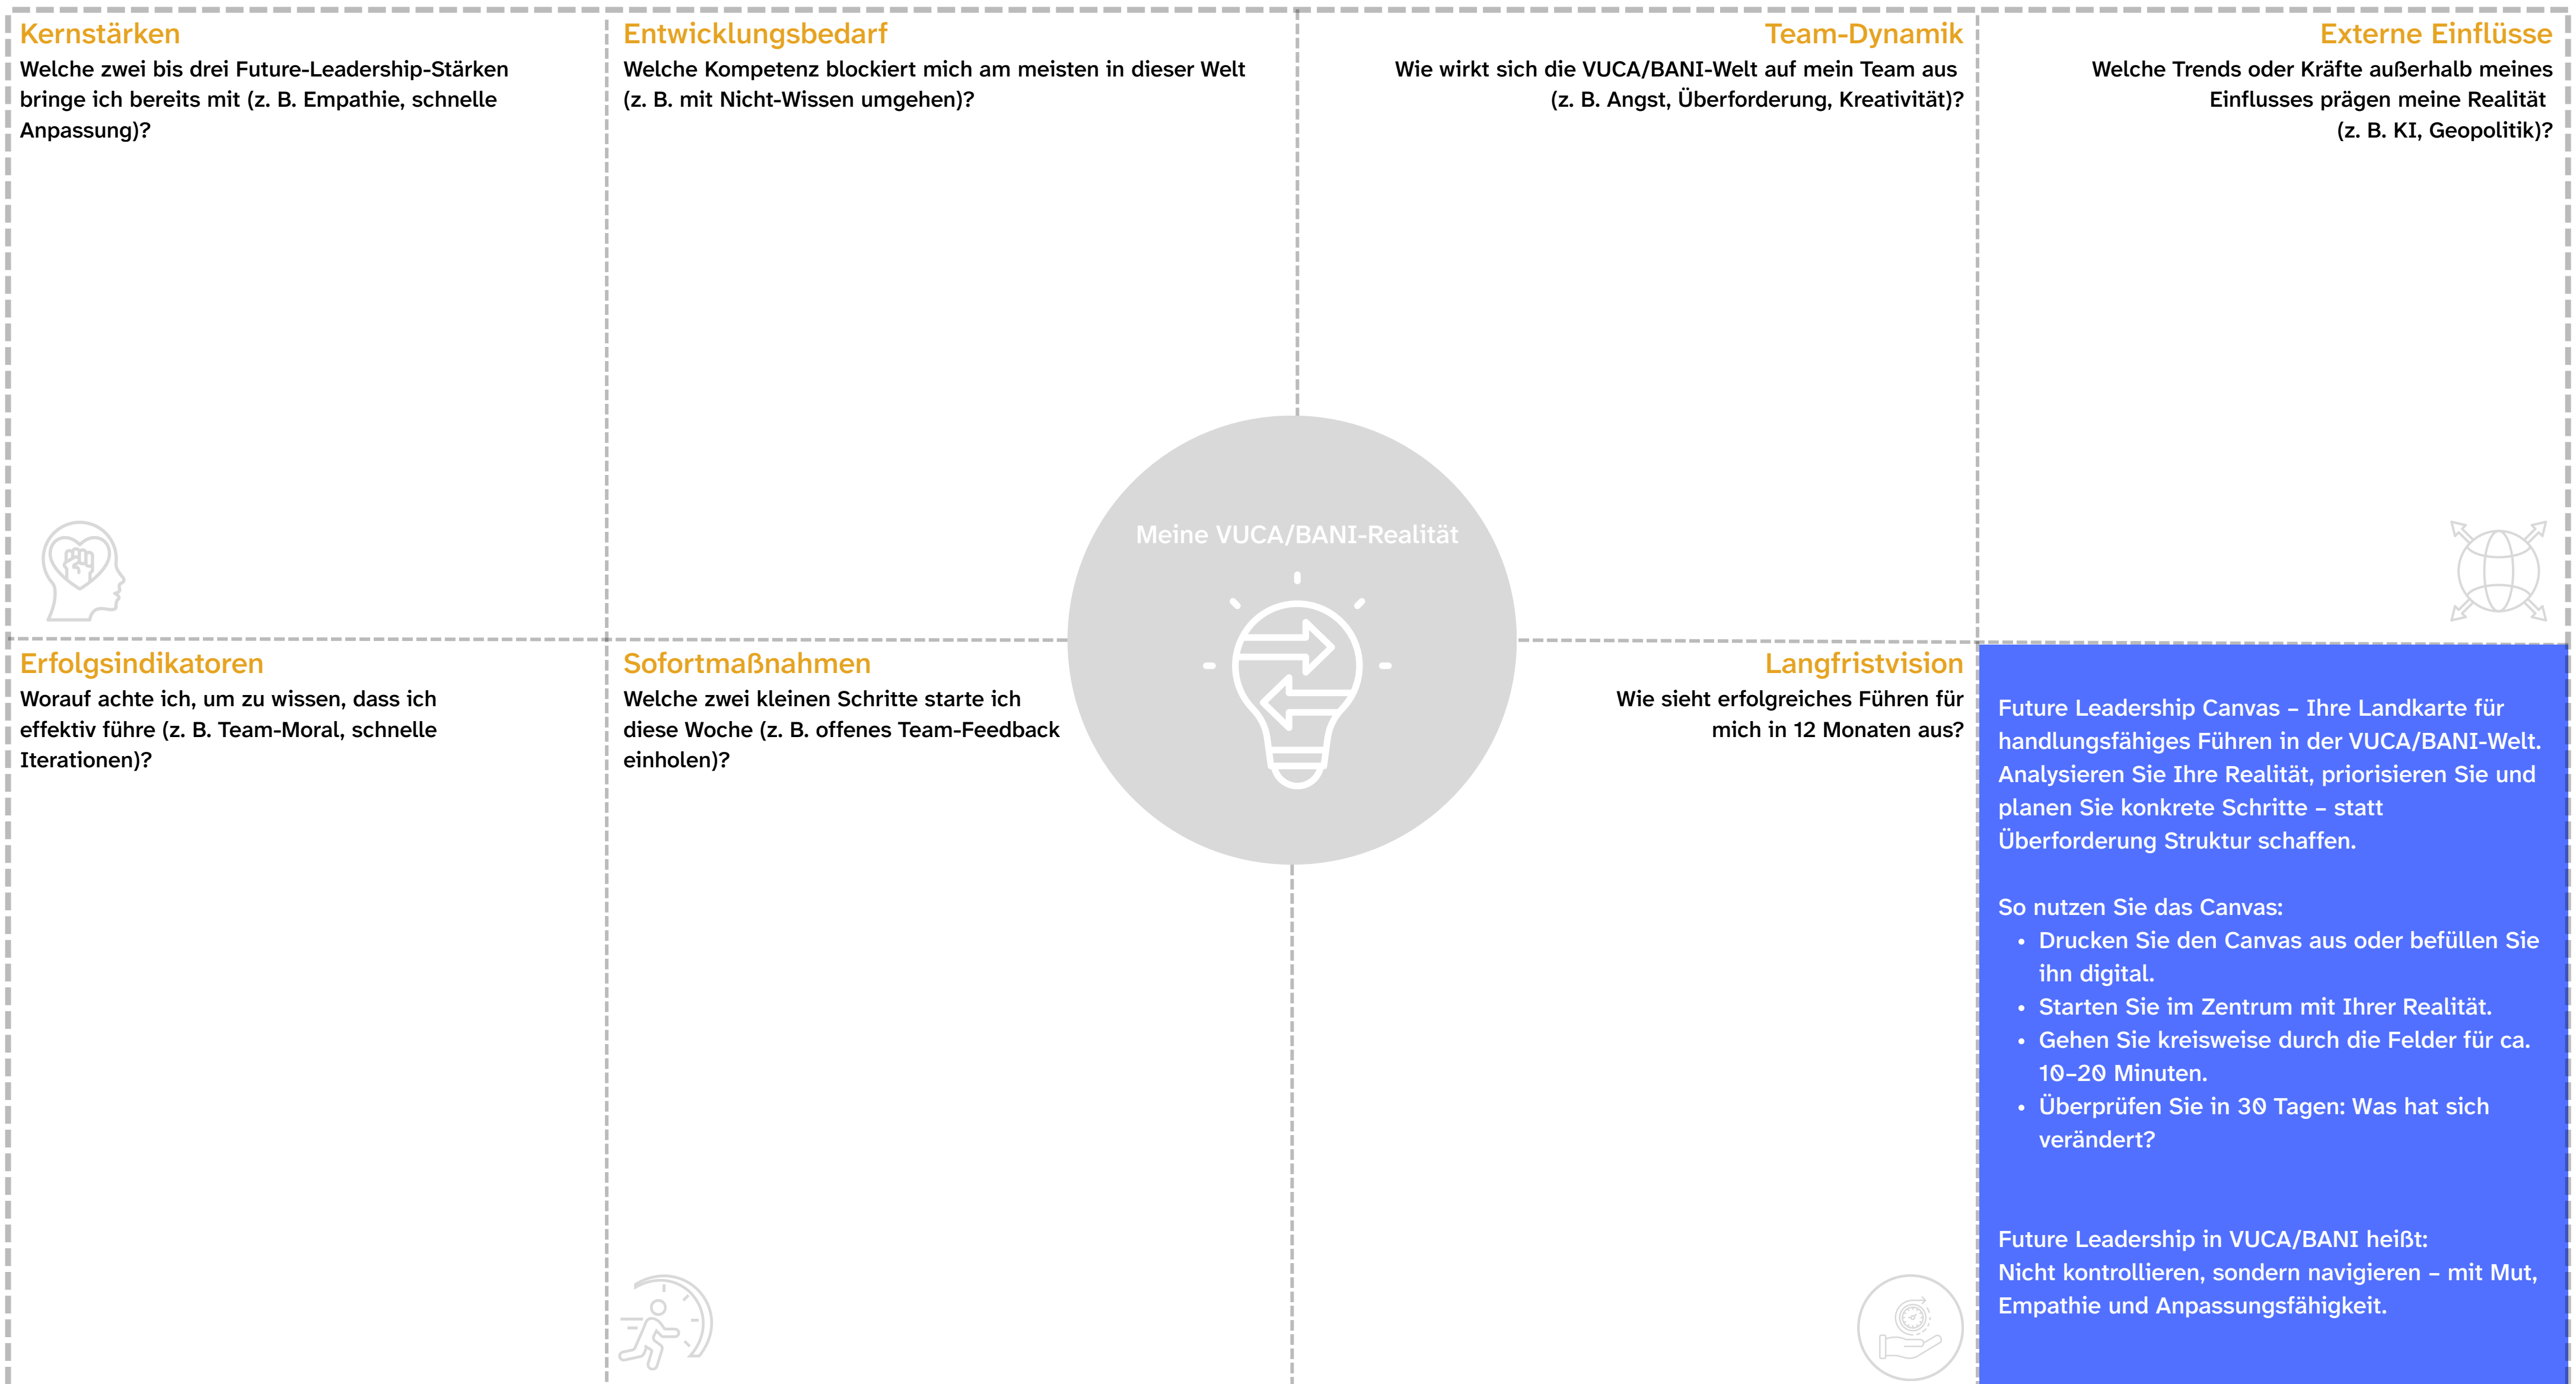 Kernstärken
Welche zwei bis drei Future-Leadership-Stärken
bringe ich bereits mit (z. B. Empathie, schnelle
Anpassung)?
Entwicklungsbedarf
Welche Kompetenz blockiert mich am meisten in dieser Welt
(z. B. mit Nicht-Wissen umgehen)?
Team-Dynamik
Wie wirkt sich die VUCA/BANI-Welt auf mein Team aus
(z. B. Angst, Überforderung, Kreativität)?
Externe Einflüsse
Welche Trends oder Kräfte außerhalb meines
Einflusses prägen meine Realität
(z. B. KI, Geopolitik)?
Meine VUCA/BANI-Realität
Erfolgsindikatoren
Worauf achte ich, um zu wissen, dass ich
effektiv führe (z. B. Team-Moral, schnelle
Iterationen)?
Sofortmaßnahmen
Welche zwei kleinen Schritte starte ich
diese Woche (z. B. offenes Team-Feedback
einholen)?
Langfristvision
Wie sieht erfolgreiches Führen für
mich in 12 Monaten aus?
Future Leadership Canvas – Ihre Landkarte für
handlungsfähiges Führen in der VUCA/BANI-Welt.
Analysieren Sie Ihre Realität, priorisieren Sie und
planen Sie konkrete Schritte – statt
Überforderung Struktur schaffen.
So nutzen Sie das Canvas:
• Drucken Sie den Canvas aus oder befüllen Sie
ihn digital.
• Starten Sie im Zentrum mit Ihrer Realität.
• Gehen Sie kreisweise durch die Felder für ca.
10–20 Minuten.
• Überprüfen Sie in 30 Tagen: Was hat sich
verändert?
Future Leadership in VUCA/BANI heißt:
Nicht kontrollieren, sondern navigieren – mit Mut,
Empathie und Anpassungsfähigkeit.